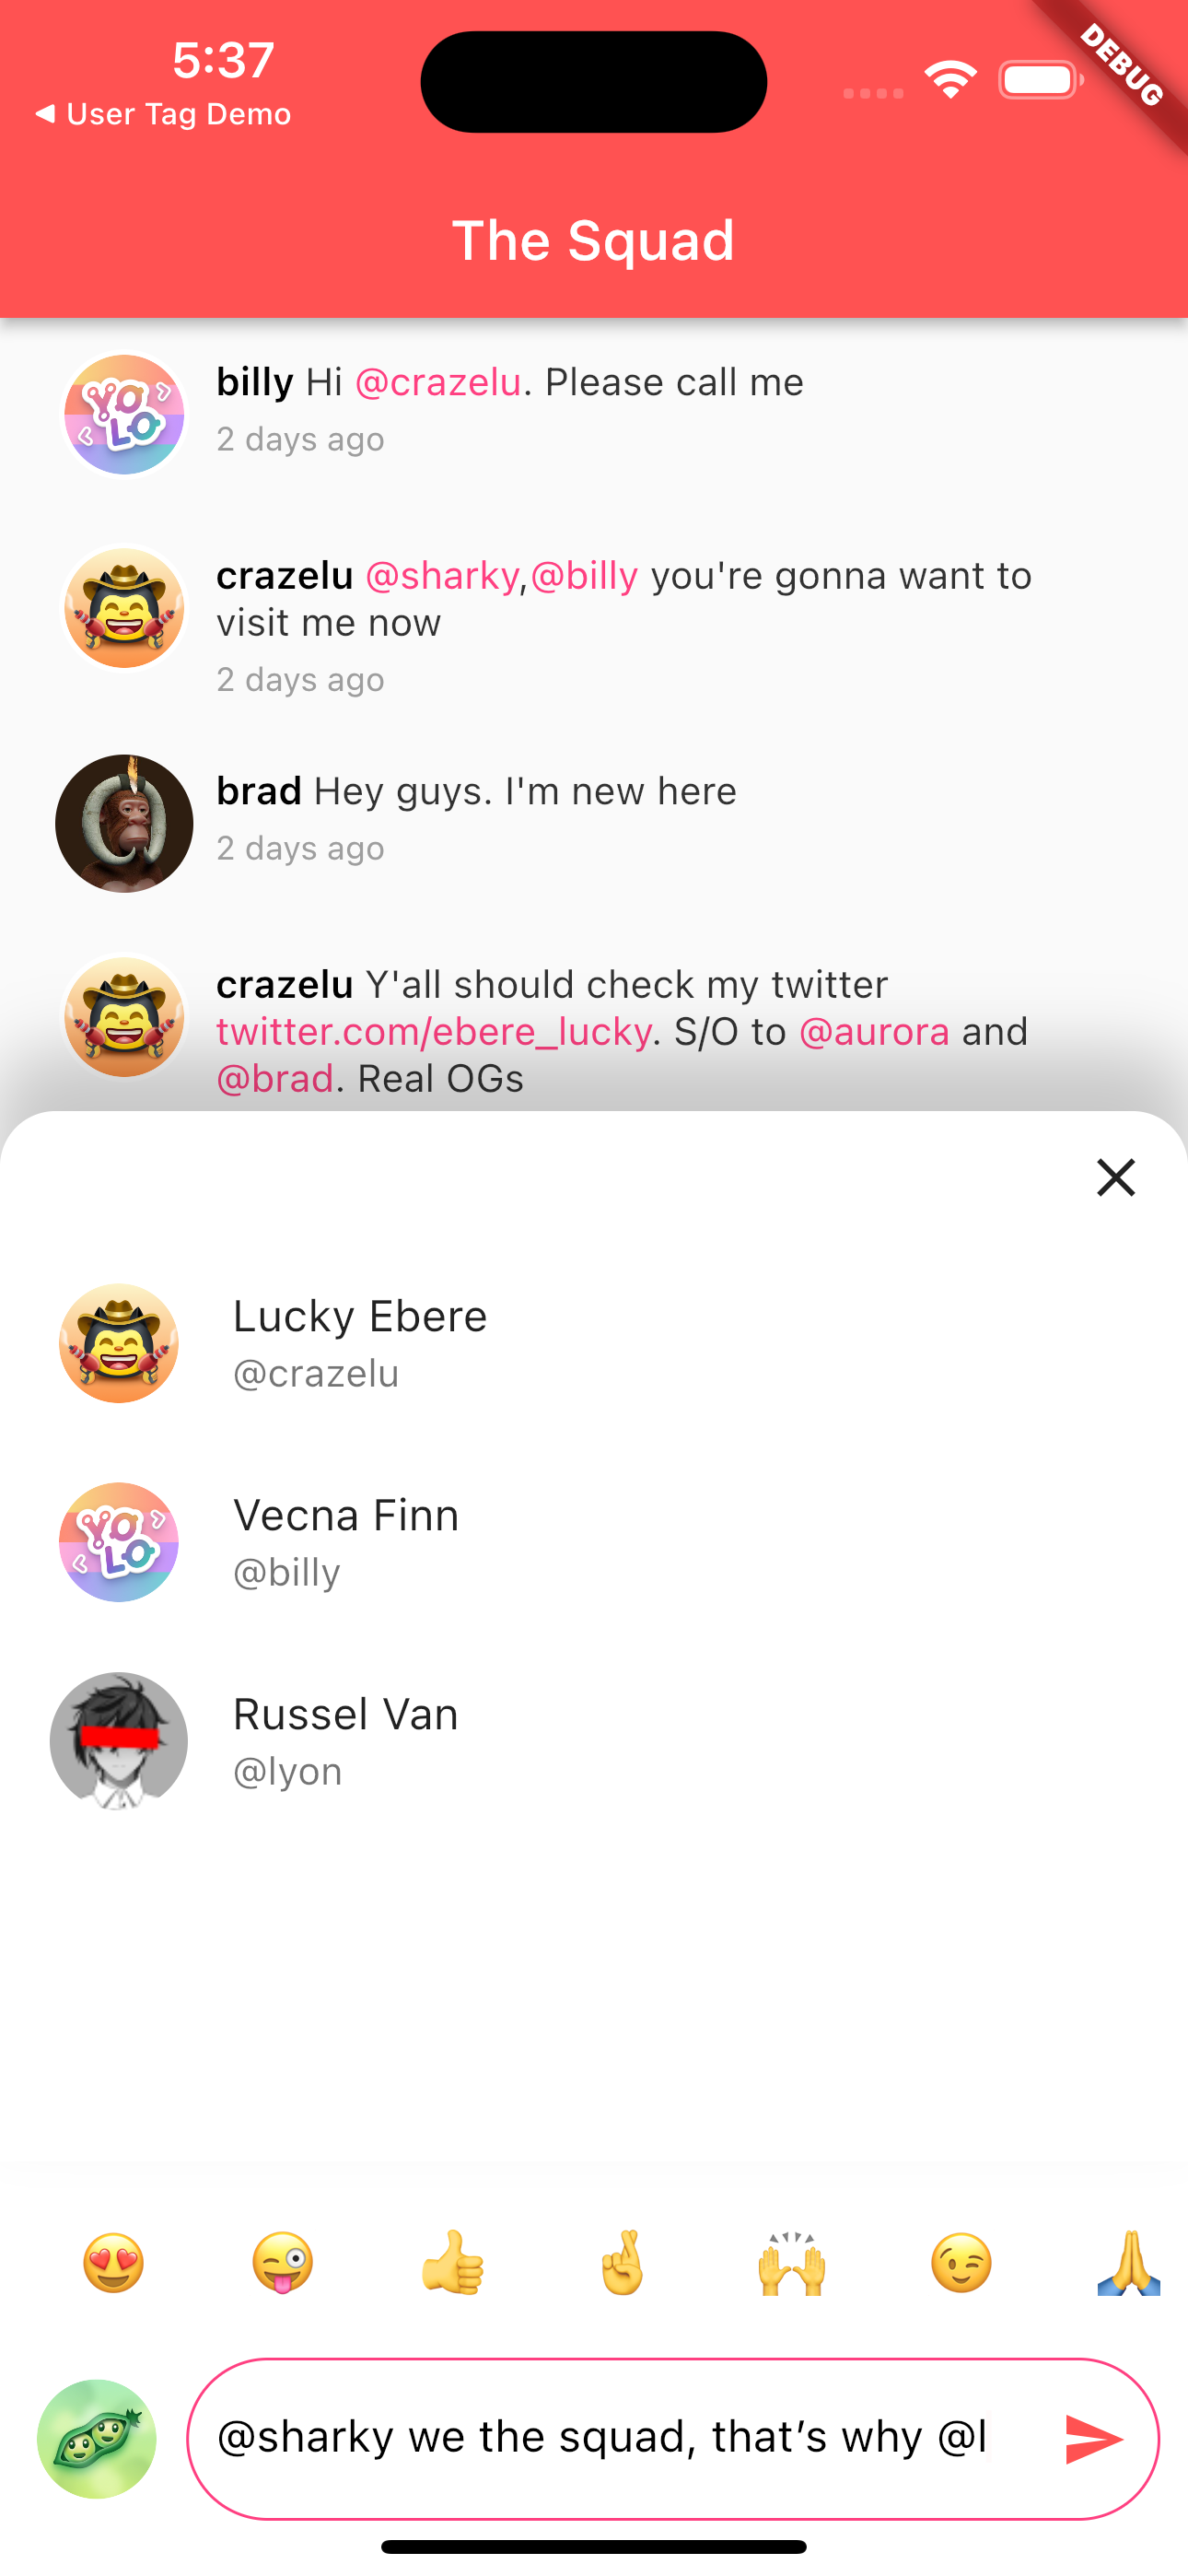 5:37
DEBUG
◀ User Tag Demo
The Squad
billy Hi @crazelu. Please call me
2 days ago
YOLO
crazelu @sharky,@billy you're gonna want to
visit me now
2 days ago
brad Hey guys. I'm new here
2 days ago
crazelu Y'all should check my twitter
twitter.com/ebere_lucky. S/O to @aurora and
@brad. Real OGs
Lucky Ebere
@crazelu
YOLO
Vecna Finn
@billy
Russel Van
@lyon
@sharky we the squad, that’s why @l